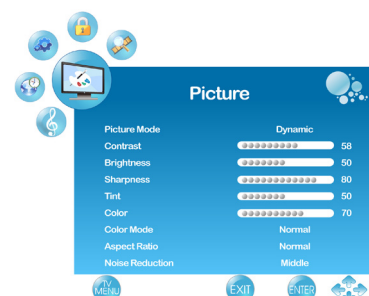 Picture
Picture Mode Dynamic
Contrast 58
Brightness 50
Sharpness 80
Tint 50
Color 70
Color Mode Normal
Aspect Ratio Normal
Noise Reduction Middle
TV MENU EXIT ENTER